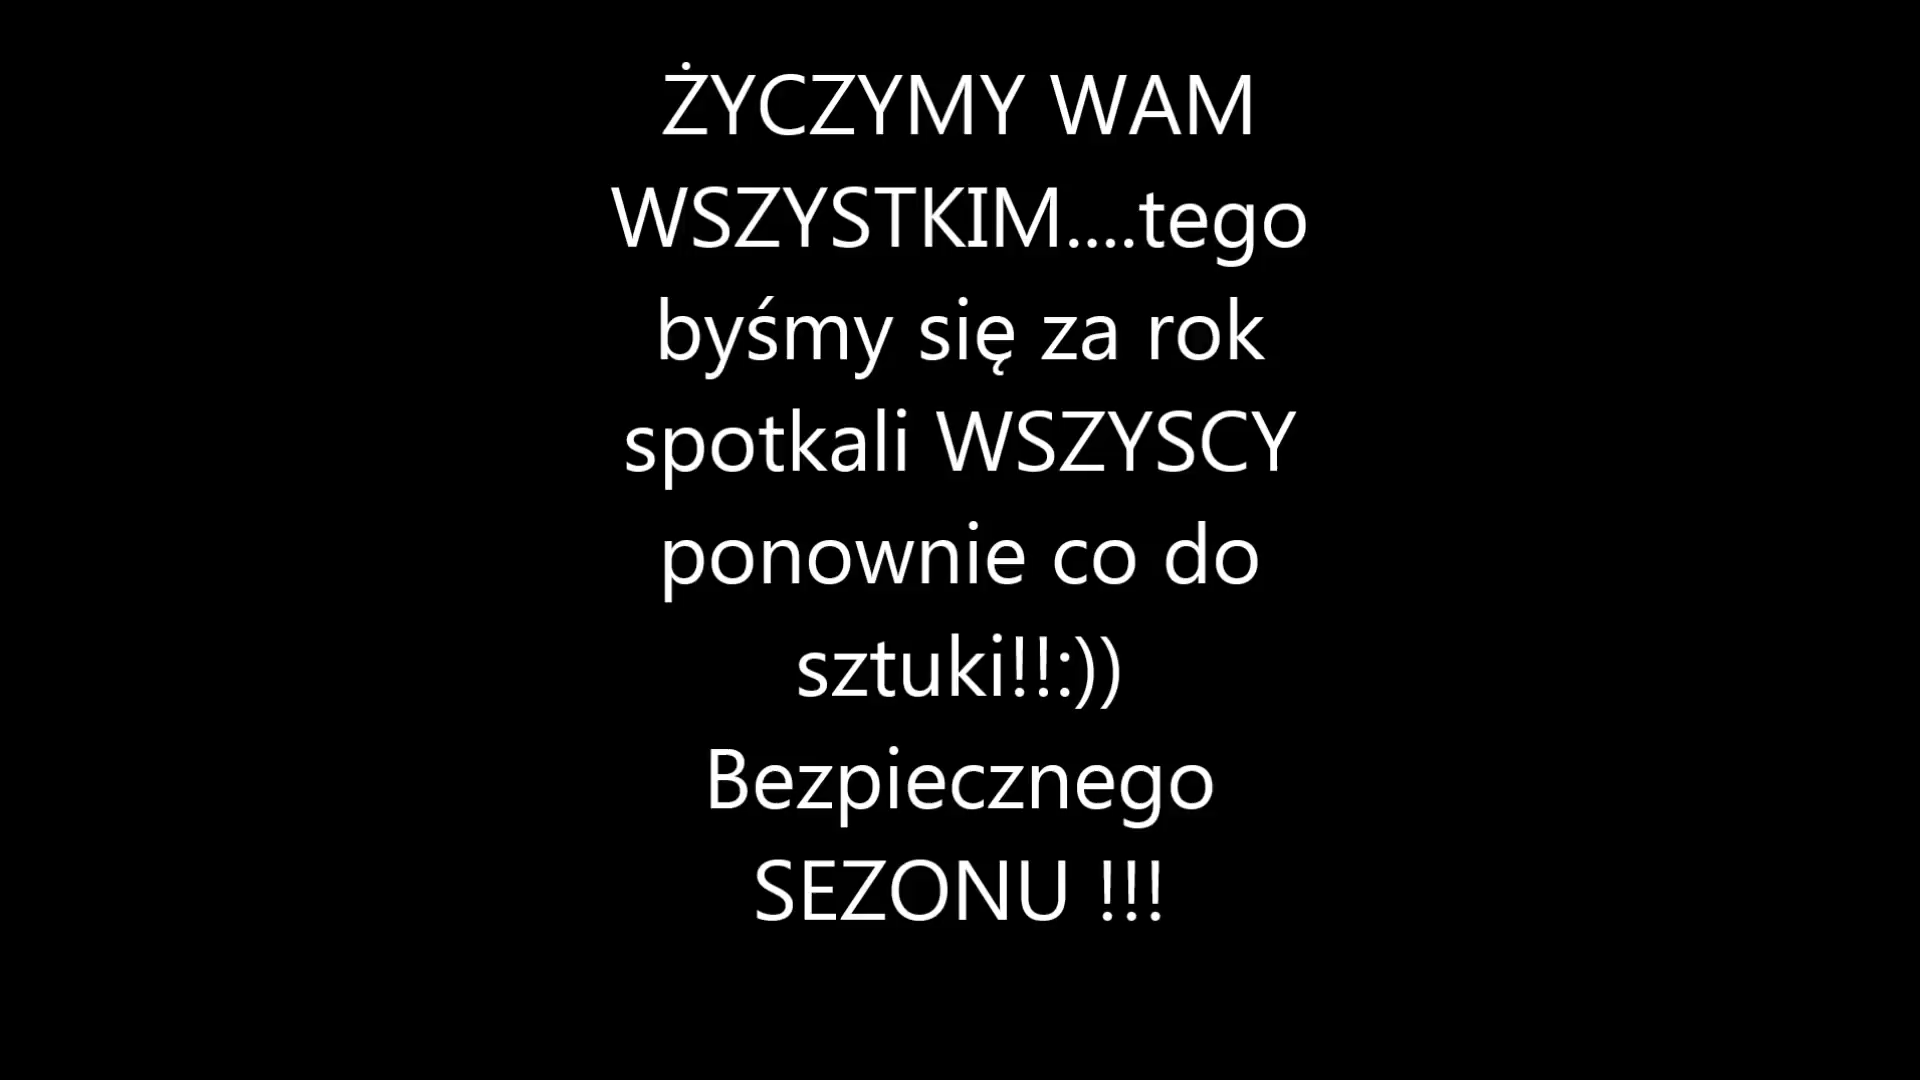 ŻYCZYMY WAM
WSZYSTKIM....tego
byśmy się za rok
spotkali WSZYSCY
ponownie co do
sztuki!!:))
Bezpiecznego
SEZONU !!!